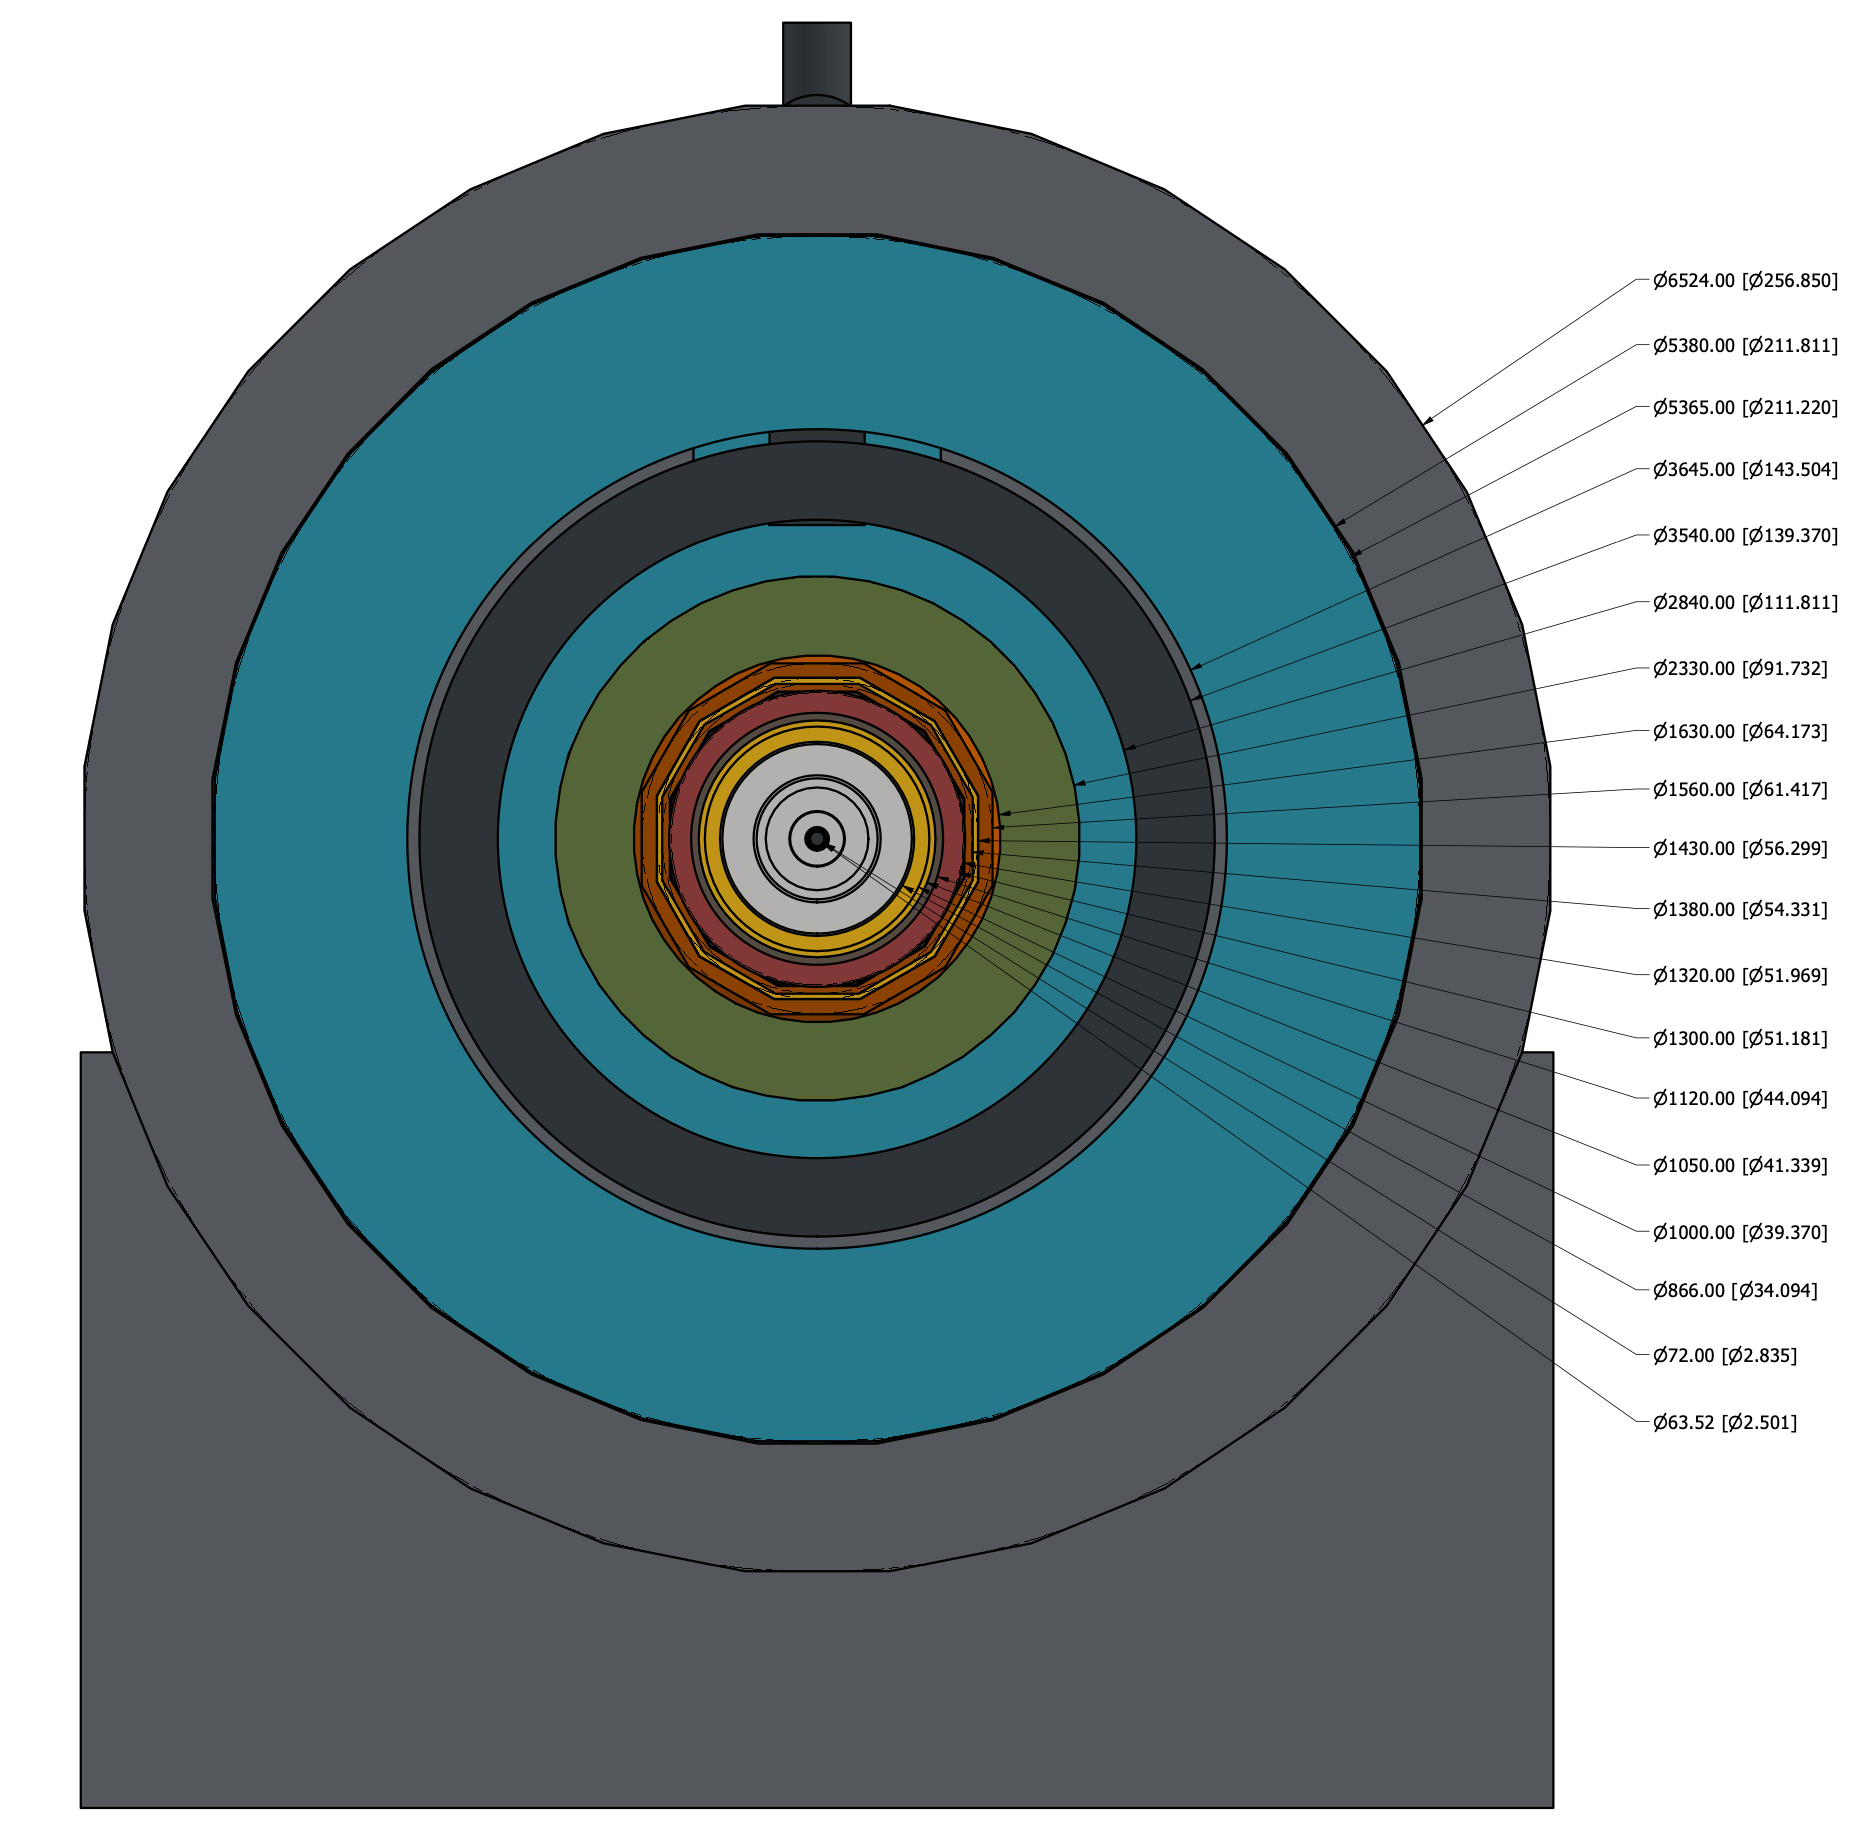 Ø6524.00 [Ø256.850]
Ø5380.00 [Ø211.811]
Ø5365.00 [Ø211.220]
Ø3645.00 [Ø143.504]
Ø3540.00 [Ø139.370]
Ø2840.00 [Ø111.811]
Ø2330.00 [Ø91.732]
Ø1630.00 [Ø64.173]
Ø1560.00 [Ø61.417]
Ø1430.00 [Ø56.299]
Ø1380.00 [Ø54.331]
Ø1320.00 [Ø51.969]
Ø1300.00 [Ø51.181]
Ø1120.00 [Ø44.094]
Ø1050.00 [Ø41.339]
Ø1000.00 [Ø39.370]
Ø866.00 [Ø34.094]
Ø72.00 [Ø2.835]
Ø63.52 [Ø2.501]